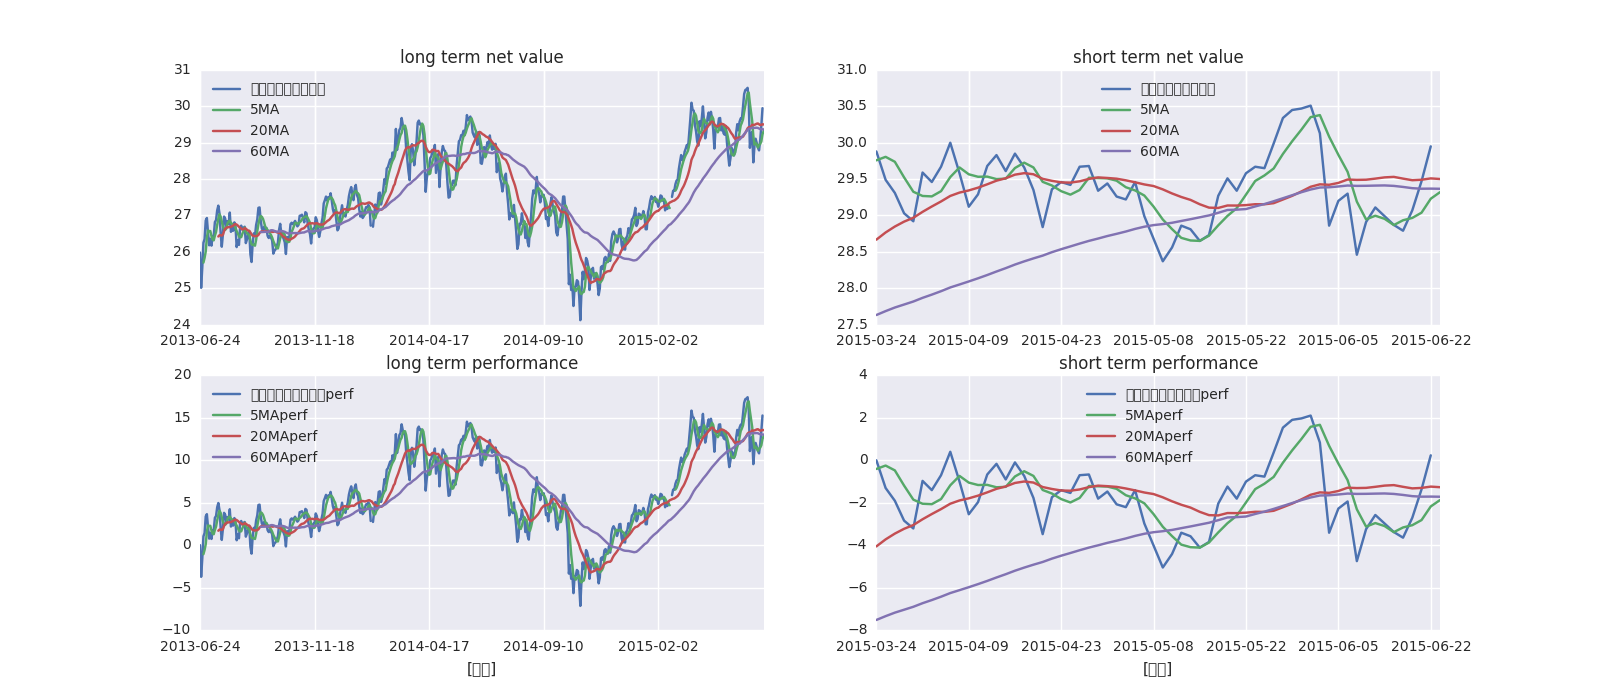 long term net value
31
30
29
28
27
26
25
24
5MA
20MA
60MA
2013-06-24 2013-11-18 2014-04-17 2014-09-10 2015-02-02
short term net value
31.0
30.5
30.0
29.5
29.0
28.5
28.0
27.5
5MA
20MA
60MA
2015-03-24 2015-04-09 2015-04-23 2015-05-08 2015-05-22 2015-06-05 2015-06-22
long term performance
20
15
10
5
0
−5
−10
perf
5MAperf
20MAperf
60MAperf
2013-06-24 2013-11-18 2014-04-17 2014-09-10 2015-02-02
[]
short term performance
4
2
0
−2
−4
−6
−8
perf
5MAperf
20MAperf
60MAperf
2015-03-24 2015-04-09 2015-04-23 2015-05-08 2015-05-22 2015-06-05 2015-06-22
[]